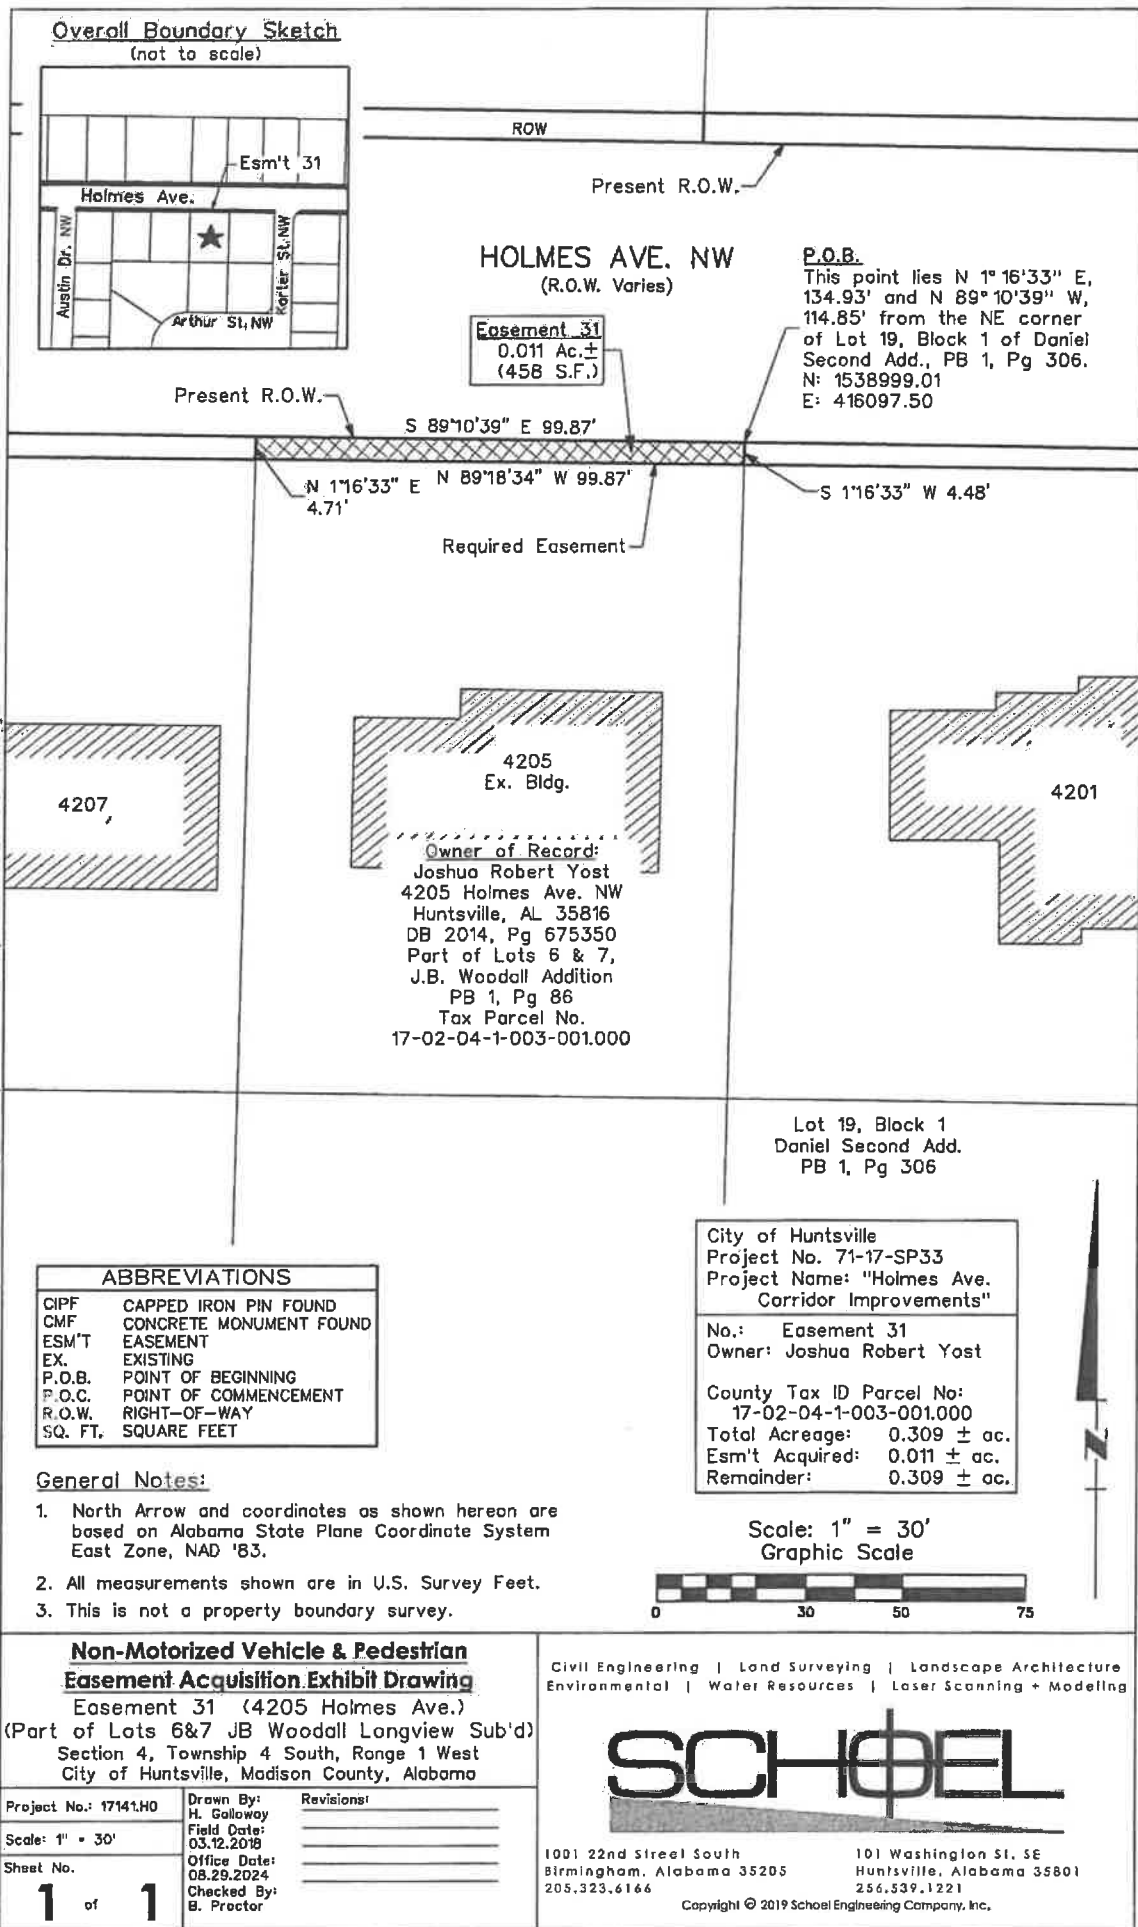 Overall Boundary Sketch
(not to scale)
Esm't 31
Holmes Ave.
Austin Dr. NW
Karter St. NW
Arthur St. NW
ROW
Present R.O.W.
HOLMES AVE. NW
(R.O.W. Varies)
P.O.B.
This point lies N 1°16'33" E,
134.93' and N 89°10'39" W,
114.85' from the NE corner
of Lot 19, Block 1 of Daniel
Second Add., PB 1, Pg 306.
N: 1538999.01
E: 416097.50
Easement 31
0.011 Ac.±
(458 S.F.)
Present R.O.W.
S 89°10'39" E 99.87'
N 1°16'33" E
4.71'
N 89°18'34" W 99.87'
S 1°16'33" W 4.48'
Required Easement
4207
4205
Ex. Bldg.
4201
Owner of Record:
Joshua Robert Yost
4205 Holmes Ave. NW
Huntsville, AL 35816
DB 2014, Pg 675350
Part of Lots 6 & 7,
J.B. Woodall Addition
PB 1, Pg 86
Tax Parcel No.
17-02-04-1-003-001.000
Lot 19, Block 1
Daniel Second Add.
PB 1, Pg 306
ABBREVIATIONS
CIPF CAPPED IRON PIN FOUND
CMF CONCRETE MONUMENT FOUND
ESM'T EASEMENT
EX. EXISTING
P.O.B. POINT OF BEGINNING
P.O.C. POINT OF COMMENCEMENT
R.O.W. RIGHT-OF-WAY
SQ. FT. SQUARE FEET
City of Huntsville
Project No. 71-17-SP33
Project Name: "Holmes Ave.
Corridor Improvements"
No.: Easement 31
Owner: Joshua Robert Yost
County Tax ID Parcel No:
17-02-04-1-003-001.000
Total Acreage: 0.309 ± ac.
Esm't Acquired: 0.011 ± ac.
Remainder: 0.309 ± ac.
N
General Notes:
1. North Arrow and coordinates as shown hereon are
based on Alabama State Plane Coordinate System
East Zone, NAD '83.
2. All measurements shown are in U.S. Survey Feet.
3. This is not a property boundary survey.
Scale: 1" = 30'
Graphic Scale
0 30 50 75
Non-Motorized Vehicle & Pedestrian
Easement Acquisition Exhibit Drawing
Easement 31 (4205 Holmes Ave.)
(Part of Lots 6&7 JB Woodall Longview Sub'd)
Section 4, Township 4 South, Range 1 West
City of Huntsville, Madison County, Alabama
Project No.: 17141.H0
Scale: 1" = 30'
Sheet No.
1 of 1
Drawn By:
H. Galloway
Field Date:
03.12.2018
Office Date:
08.29.2024
Checked By:
B. Proctor
Revisions:
Civil Engineering | Land Surveying | Landscape Architecture
Environmental | Water Resources | Laser Scanning + Modeling
SCHOEL
1001 22nd Street South
Birmingham, Alabama 35205
205.323.6166
101 Washington St. SE
Huntsville, Alabama 35801
256.539.1221
Copyright © 2019 Schoel Engineering Company, Inc.